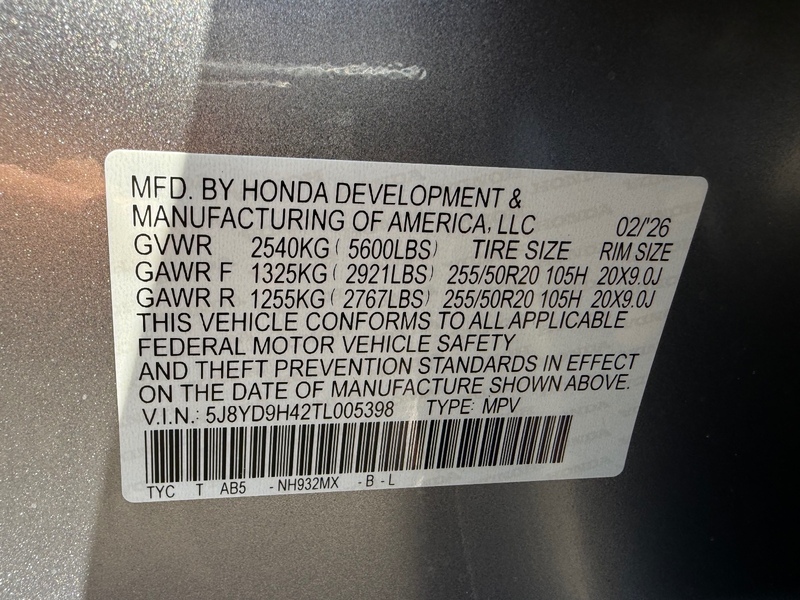 MFD. BY HONDA DEVELOPMENT &
MANUFACTURING OF AMERICA, LLC 02/'26
GVWR 2540KG ( 5600LBS) TIRE SIZE RIM SIZE
GAWR F 1325KG ( 2921LBS) 255/50R20 105H 20X9.0J
GAWR R 1255KG ( 2767LBS) 255/50R20 105H 20X9.0J
THIS VEHICLE CONFORMS TO ALL APPLICABLE
FEDERAL MOTOR VEHICLE SAFETY
AND THEFT PREVENTION STANDARDS IN EFFECT
ON THE DATE OF MANUFACTURE SHOWN ABOVE.
V.I.N.: 5J8YD9H42TL005398 TYPE: MPV
TYC T AB5 - NH932MX - B - L